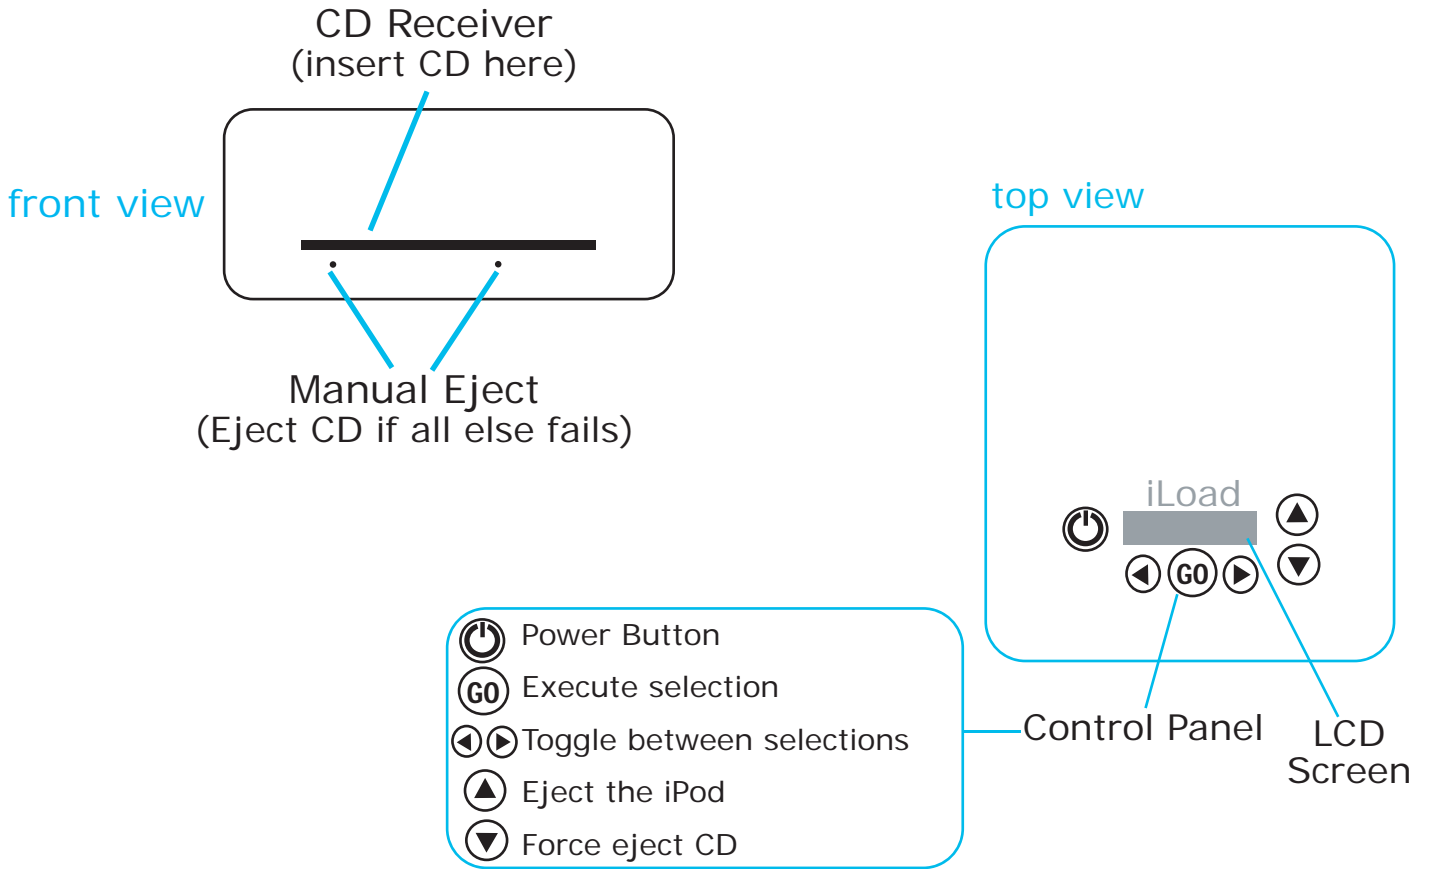 CD Receiver
(insert CD here)
front view
Manual Eject
(Eject CD if all else fails)
top view
iLoad
GO
Power Button
GO Execute selection
Toggle between selections
Eject the iPod
Force eject CD
Control Panel
LCD
Screen